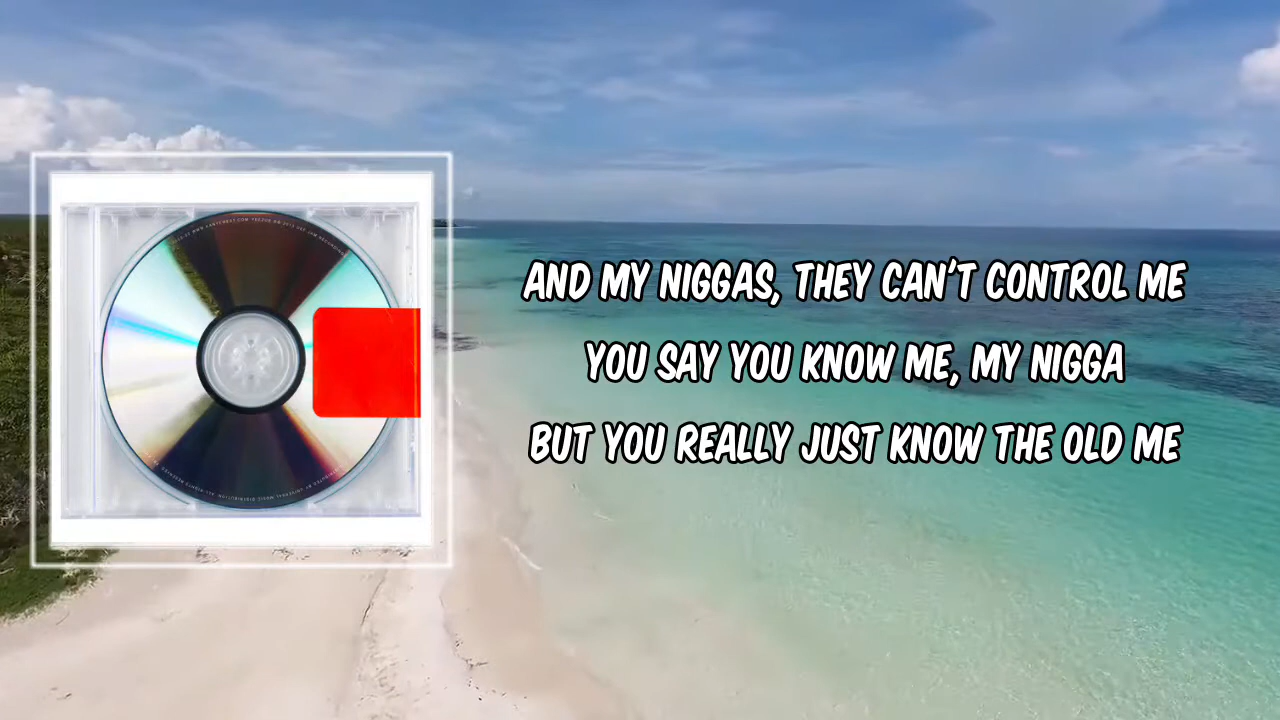 AND MY NIGGAS, THEY CAN'T CONTROL ME
YOU SAY YOU KNOW ME, MY NIGGA
BUT YOU REALLY JUST KNOW THE OLD ME